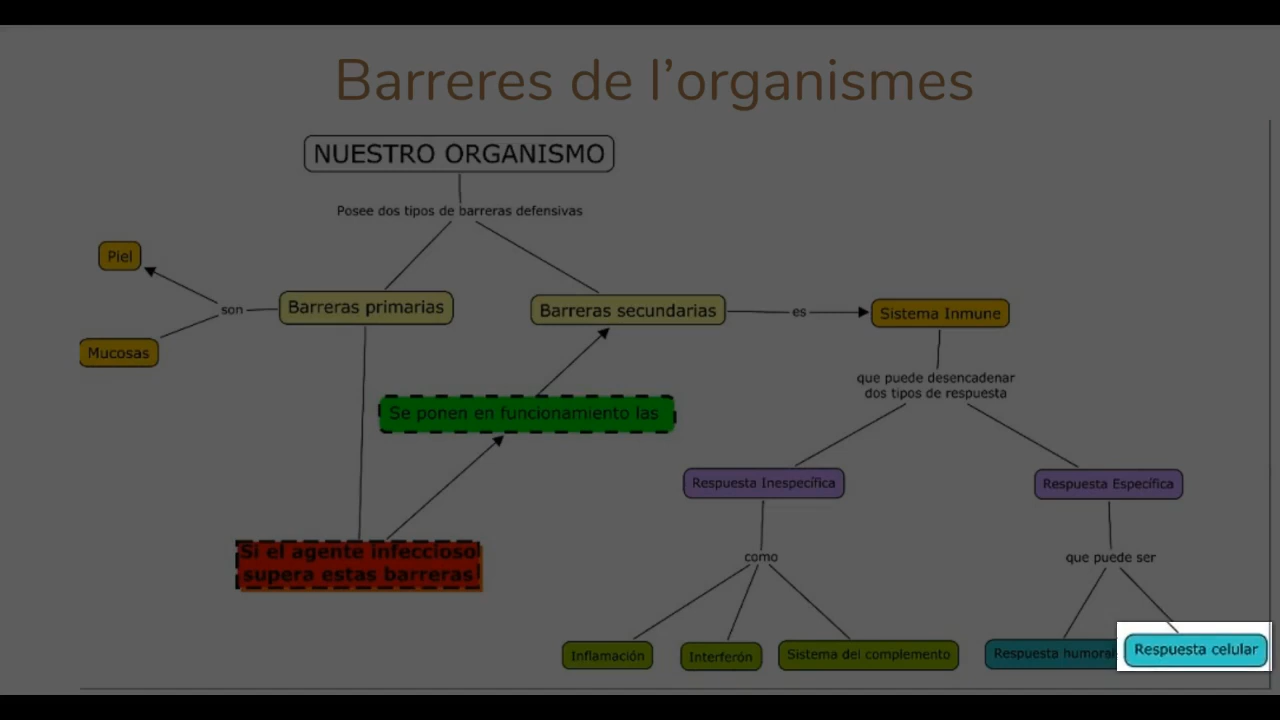 Barreres de l’organismes
NUESTRO ORGANISMO
Posee dos tipos de barreras defensivas
Piel
son
Barreras primarias
Barreras secundarias
es
Sistema Inmune
Mucosas
que puede desencadenar
dos tipos de respuesta
Se ponen en funcionamiento las
Respuesta Inespecífica
Respuesta Específica
Si el agente infeccioso
supera estas barreras
como
que puede ser
Inflamación
Interferón
Sistema del complemento
Respuesta humoral
Respuesta celular